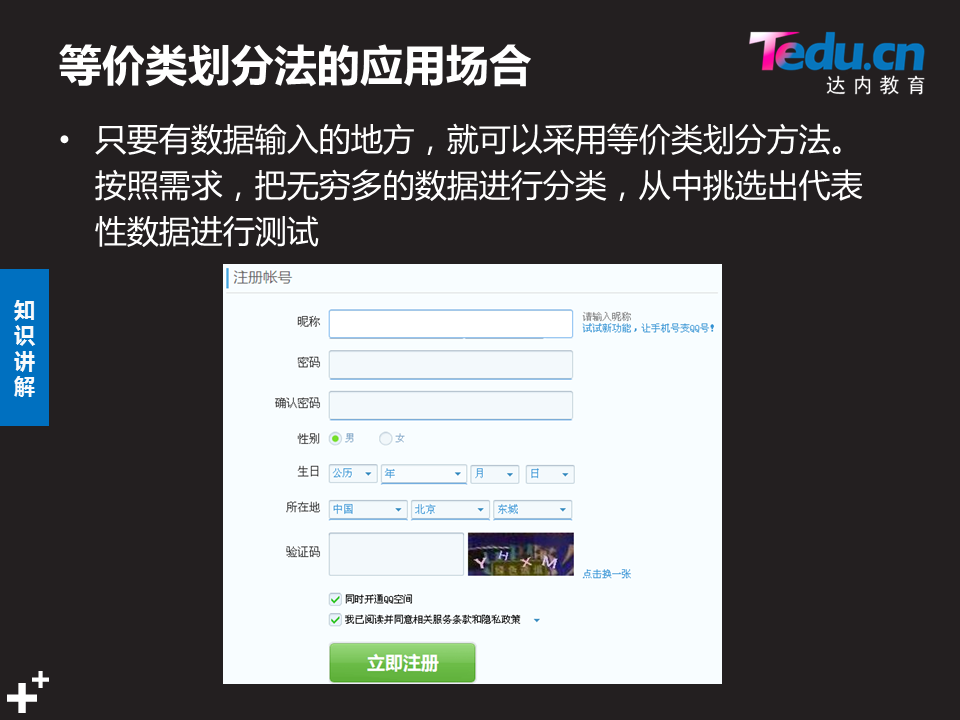 等价类划分法的应用场合
Tedu.cn
达内教育
• 只要有数据输入的地方，就可以采用等价类划分方法。
按照需求，把无穷多的数据进行分类，从中挑选出代表
性数据进行测试
知识讲解
注册帐号
昵称
请输入昵称
试试新功能，让手机号变QQ号！
密码
确认密码
性别 男 女
生日 公历 年 月 日
所在地 中国 北京 东城
验证码 YHXM
点击换一张
同时开通QQ空间
我已阅读并同意相关服务条款和隐私政策
立即注册